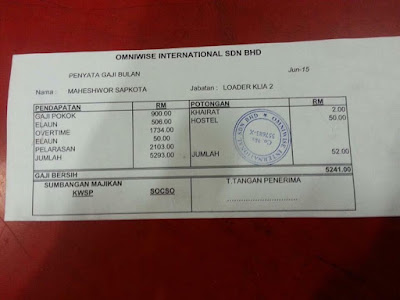 OMNIWISE INTERNATIONAL SDN BHD
PENYATA GAJI BULAN Jun-15
Nama : MAHESHWOR SAPKOTA Jabatan : LOADER KLIA 2
PENDAPATAN RM POTONGAN RM
GAJI POKOK 900.00 KHAIRAT 2.00
ELAUN 506.00 HOSTEL 50.00
OVERTIME 1734.00
ELAUN 50.00
PELARASAN 2103.00
JUMLAH 5293.00 JUMLAH 52.00
GAJI BERSIH 5241.00
SUMBANGAN MAJIKAN T.TANGAN PENERIMA
KWSP SOCSO